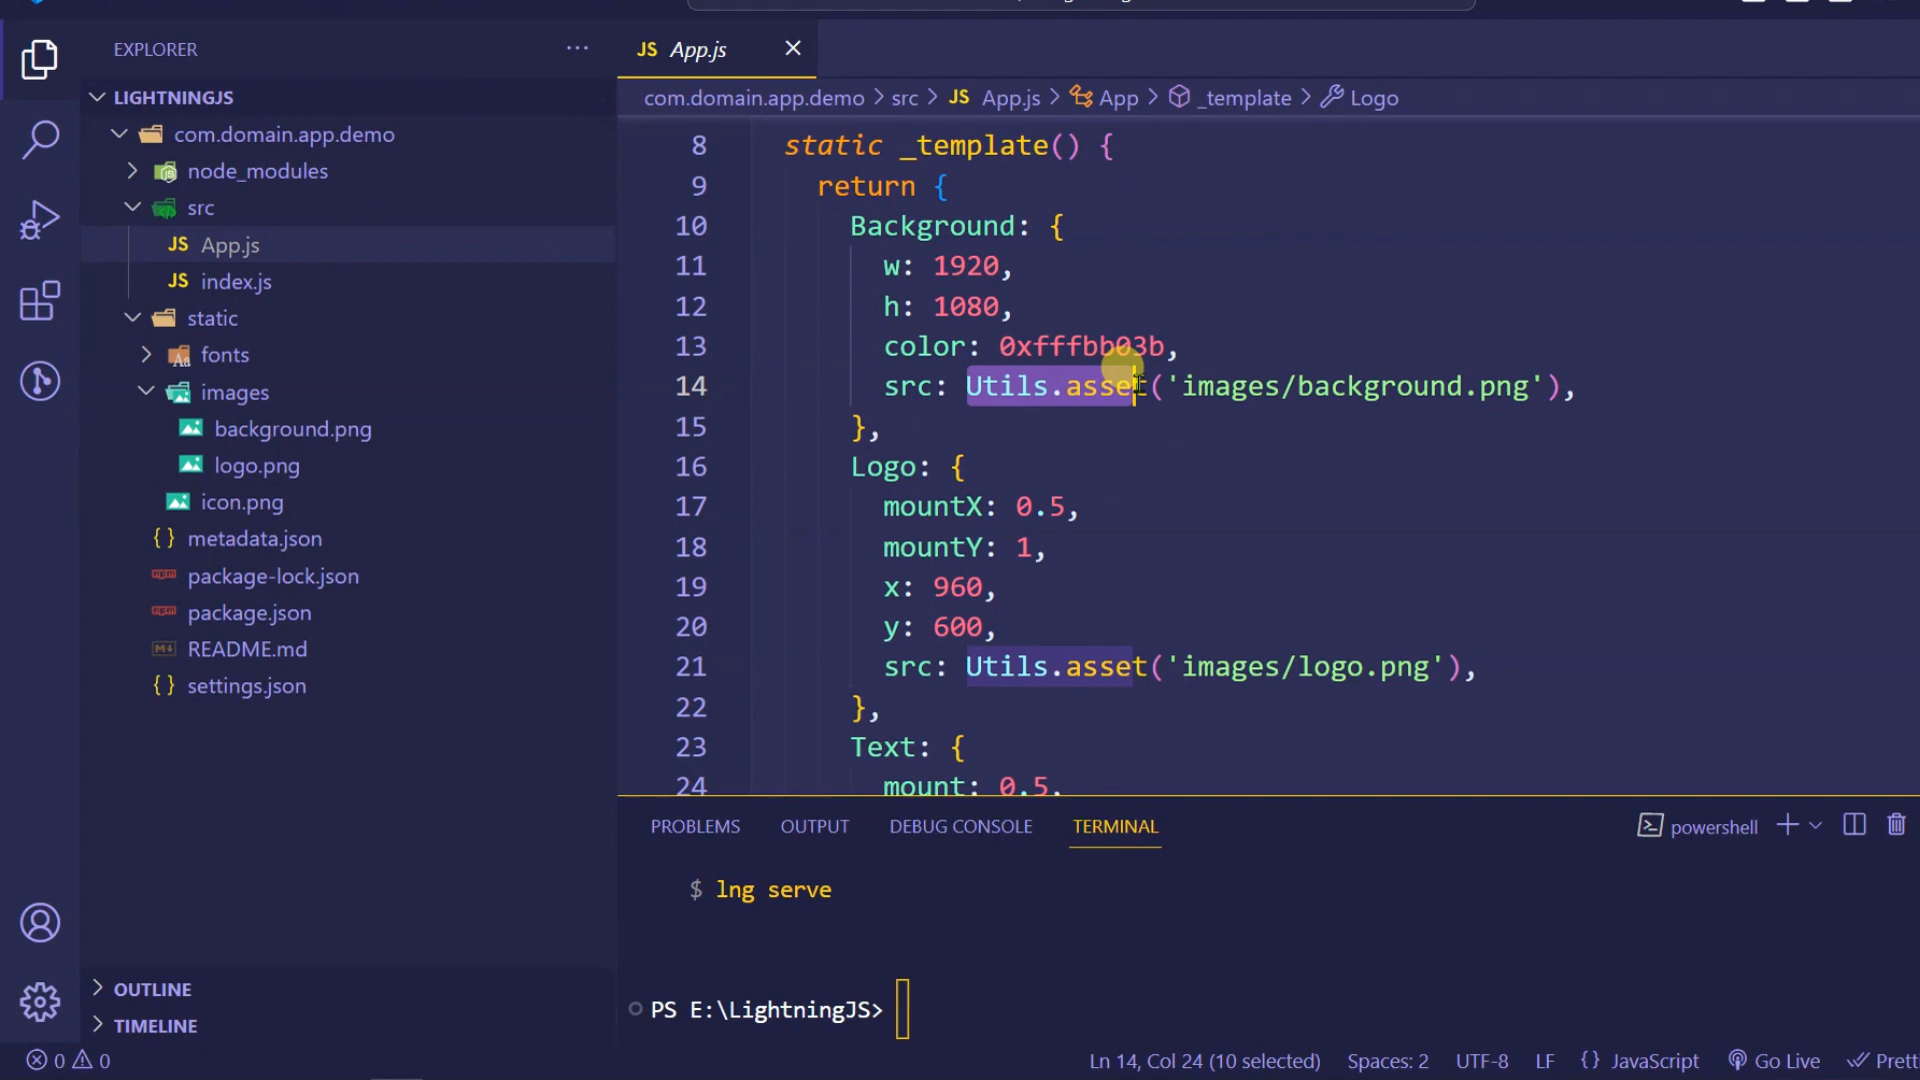 EXPLORER
LIGHTNINGJS
com.domain.app.demo
node_modules
src
JS App.js
JS index.js
static
fonts
images
background.png
logo.png
icon.png
{} metadata.json
package-lock.json
package.json
README.md
{} settings.json
OUTLINE
TIMELINE
JS App.js
com.domain.app.demo > src > JS App.js > App > _template > Logo
8 static _template() {
9 return {
10 Background: {
11 w: 1920,
12 h: 1080,
13 color: 0xfffbb03b,
14 src: Utils.asset('images/background.png'),
15 },
16 Logo: {
17 mountX: 0.5,
18 mountY: 1,
19 x: 960,
20 y: 600,
21 src: Utils.asset('images/logo.png'),
22 },
23 Text: {
24 mount: 0.5,
PROBLEMS OUTPUT DEBUG CONSOLE TERMINAL powershell
$ lng serve
PS E:\LightningJS>
0 0 Ln 14, Col 24 (10 selected) Spaces: 2 UTF-8 LF {} JavaScript Go Live Prett